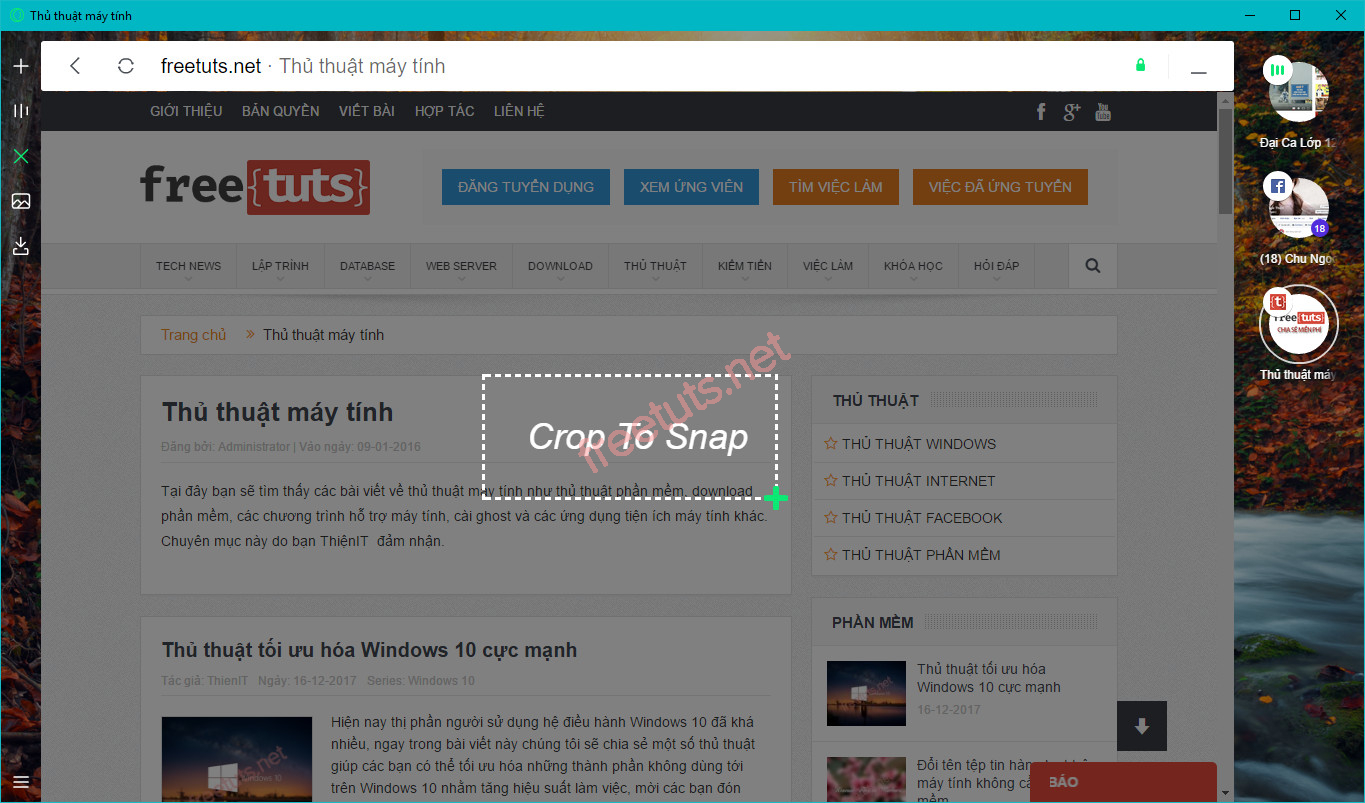 Thủ thuật máy tính
freetuts.net · Thủ thuật máy tính
GIỚI THIỆU BẢN QUYỀN VIẾT BÀI HỢP TÁC LIÊN HỆ
free{tuts}
ĐĂNG TUYỂN DỤNG XEM ỨNG VIÊN TÌM VIỆC LÀM VIỆC ĐÃ ỨNG TUYỂN
TECH NEWS LẬP TRÌNH DATABASE WEB SERVER DOWNLOAD THỦ THUẬT KIẾM TIỀN VIỆC LÀM KHÓA HỌC HỎI ĐÁP
Trang chủ » Thủ thuật máy tính
Thủ thuật máy tính
Đăng bởi: Administrator | Vào ngày: 09-01-2016
Tại đây bạn sẽ tìm thấy các bài viết về thủ thuật máy tính như thủ thuật phần mềm, download
phần mềm, các chương trình hỗ trợ máy tính, cài ghost và các ứng dụng tiện ích máy tính khác.
Chuyên mục này do bạn ThiệnIT đảm nhận.
Crop To Snap
freetuts.net
Thủ thuật tối ưu hóa Windows 10 cực mạnh
Tác giả: ThienIT Ngày: 16-12-2017 Series: Windows 10
Hiện nay thị phần người sử dụng hệ điều hành Windows 10 đã khá
nhiều, ngay trong bài viết này chúng tôi sẽ chia sẻ một số thủ thuật
giúp các bạn có thể tối ưu hóa những thành phần không dùng tới
trên Windows 10 nhằm tăng hiệu suất làm việc, mời các bạn đón
freetuts.net
Windows 10
THỦ THUẬT
THỦ THUẬT WINDOWS
THỦ THUẬT INTERNET
THỦ THUẬT FACEBOOK
THỦ THUẬT PHẦN MỀM
PHẦN MỀM
Thủ thuật tối ưu hóa
Windows 10 cực mạnh
16-12-2017
Đổi tên tệp tin hàng
máy tính không
mềm
BÁO
Đại Ca Lớp 12
18
(18) Chu Ngọ
{t}
free{tuts}
CHIA SẺ MIỄN PHÍ
Thủ thuật máy